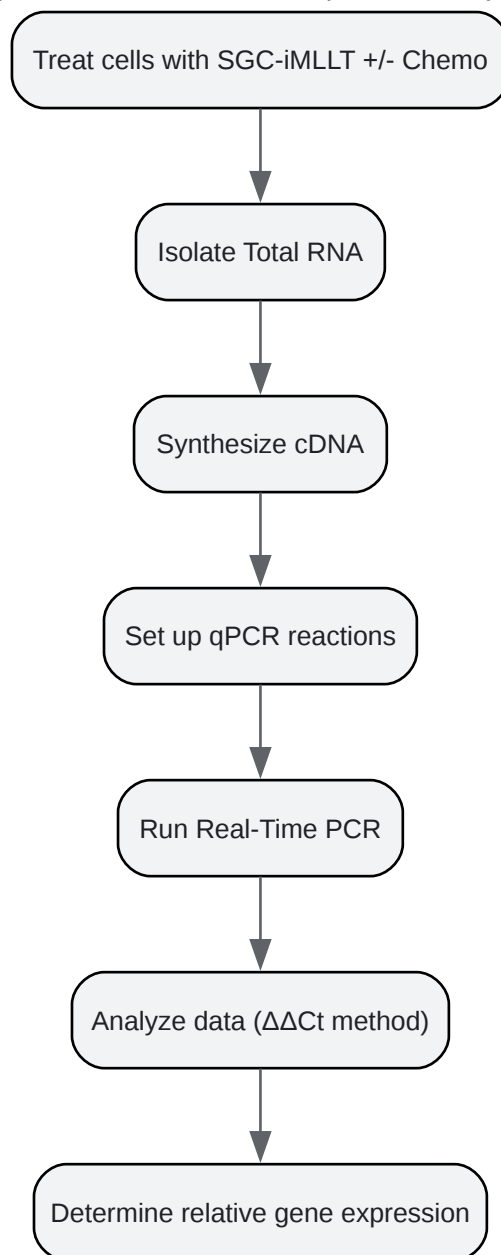 Treat cells with SGC-iMLLT +/- Chemo
Isolate Total RNA
Synthesize cDNA
Set up qPCR reactions
Run Real-Time PCR
Analyze data (ΔΔCt method)
Determine relative gene expression